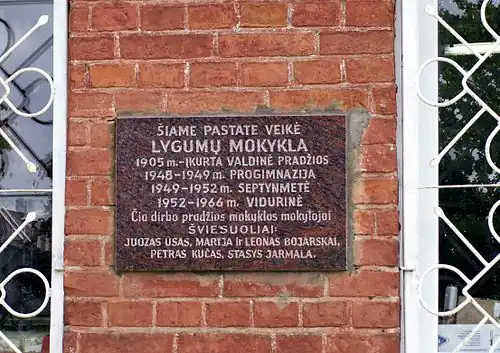 ŠIAME PASTATE VEIKĖ
LYGUMŲ MOKYKLA
1905 m.-ĮKURTA VALDINĖ PRADŽIOS
1948-1949 m. PROGIMNAZIJA
1949-1952 m. SEPTYNMETĖ
1952-1966 m. VIDURINĖ
Čia dirbo pradžios mokyklos mokytojai
ŠVIESUOLIAI:
JUOZAS ŪSAS, MARIJA ir LEONAS BOJARSKAI,
PETRAS KUČAS, STASYS JARMALA.